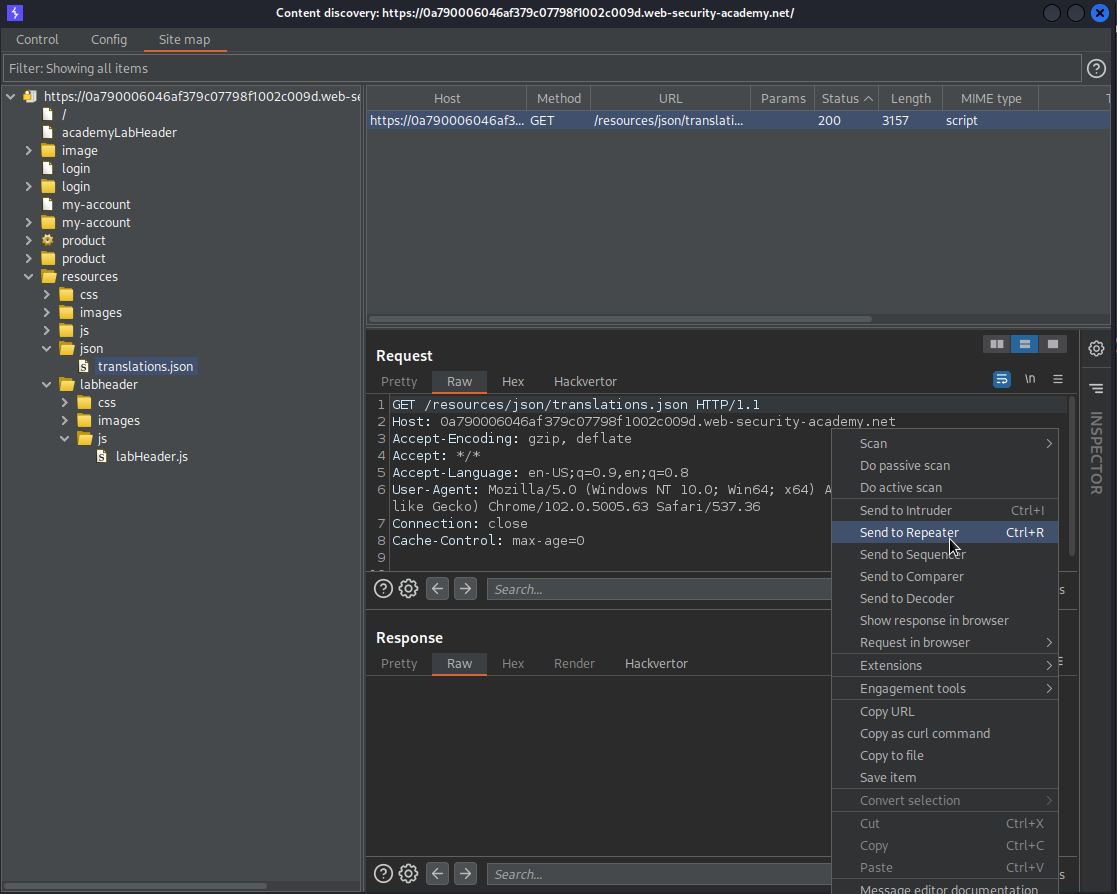 Content discovery: https://0a790006046af379c07798f1002c009d.web-security-academy.net/
Control Config Site map
Filter: Showing all items
https://0a790006046af379c07798f1002c009d.web-se
/
academyLabHeader
image
login
login
my-account
my-account
product
product
resources
css
images
js
json
translations.json
labheader
css
images
js
labHeader.js
Host Method URL Params Status Length MIME type T
https://0a790006046af3... GET /resources/json/translati... 200 3157 script
Request
Pretty Raw Hex Hackvertor \n
1 GET /resources/json/translations.json HTTP/1.1
2 Host: 0a790006046af379c07798f1002c009d.web-security-academy.net
3 Accept-Encoding: gzip, deflate
4 Accept: */*
5 Accept-Language: en-US;q=0.9,en;q=0.8
6 User-Agent: Mozilla/5.0 (Windows NT 10.0; Win64; x64) A
like Gecko) Chrome/102.0.5005.63 Safari/537.36
7 Connection: close
8 Cache-Control: max-age=0
9
Search...
Response
Pretty Raw Hex Render Hackvertor
Search...
INSPECTOR
Scan
Do passive scan
Do active scan
Send to Intruder Ctrl+I
Send to Repeater Ctrl+R
Send to Sequencer
Send to Comparer
Send to Decoder
Show response in browser
Request in browser
Extensions
Engagement tools
Copy URL
Copy as curl command
Copy to file
Save item
Convert selection
Cut Ctrl+X
Copy Ctrl+C
Paste Ctrl+V
Message editor documentation